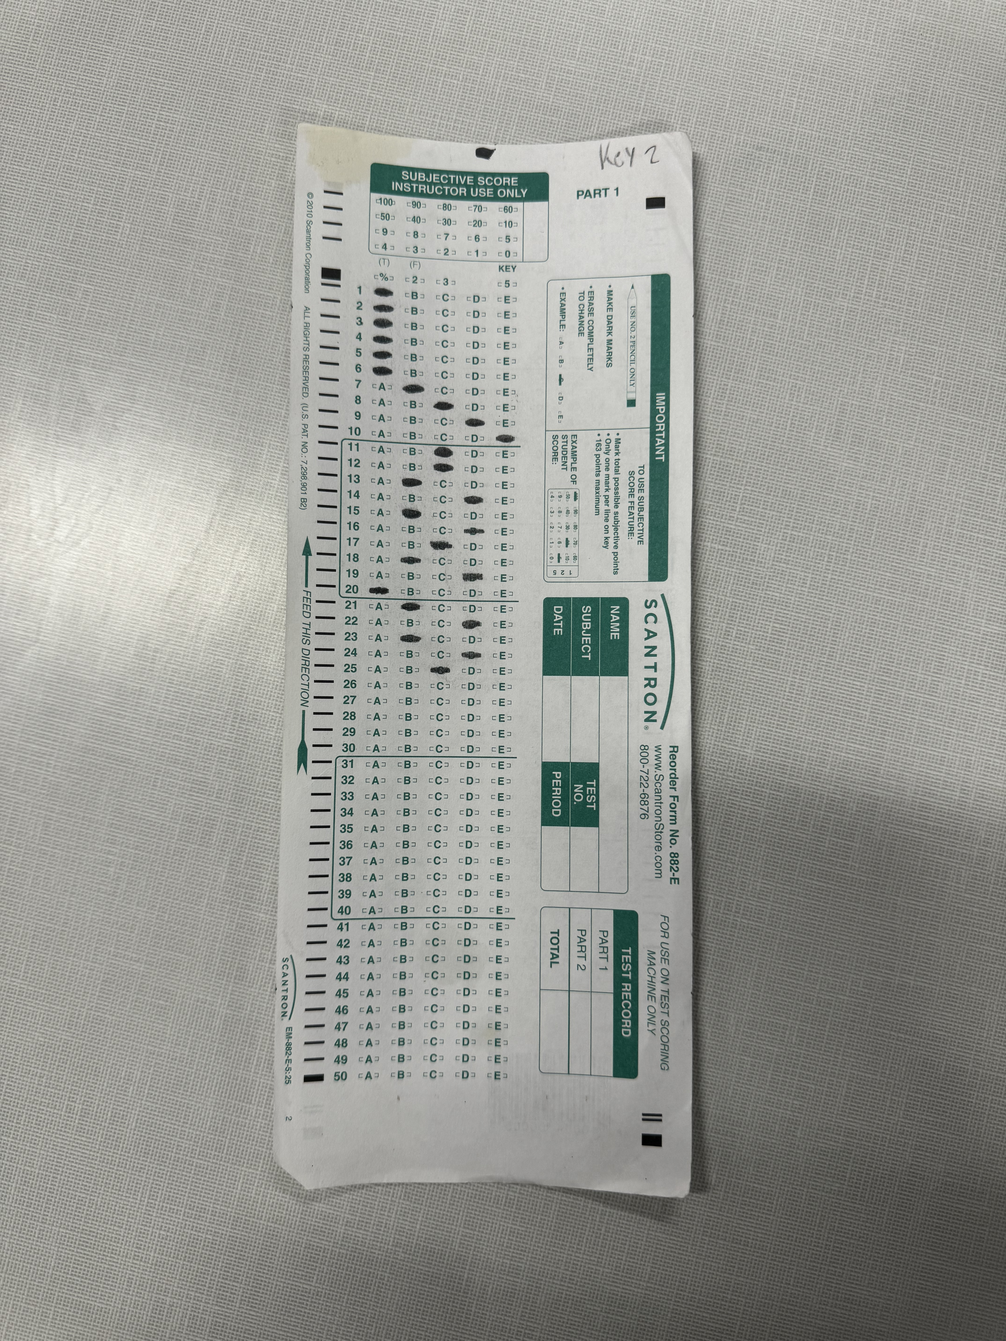 Key 2
PART 1
SUBJECTIVE SCORE
INSTRUCTOR USE ONLY
100 90 80 70 60
50 40 30 20 10
9 8 7 6 5
4 3 2 1 0
(T) (F) KEY
% 2 3 5
1 B C D E
2 B C D E
3 B C D E
4 B C D E
5 B C D E
6 B C D E
7 A C D E
8 A B D E
9 A B C E
10 A B C D
11 A B D E
12 A B D E
13 A C D E
14 A B C E
15 A C D E
16 A B C E
17 A B D E
18 A C D E
19 A B C E
20 B C D E
21 A C D E
22 A B C E
23 A C D E
24 A B C E
25 A B D E
26 A B C D E
27 A B C D E
28 A B C D E
29 A B C D E
30 A B C D E
31 A B C D E
32 A B C D E
33 A B C D E
34 A B C D E
35 A B C D E
36 A B C D E
37 A B C D E
38 A B C D E
39 A B C D E
40 A B C D E
41 A B C D E
42 A B C D E
43 A B C D E
44 A B C D E
45 A B C D E
46 A B C D E
47 A B C D E
48 A B C D E
49 A B C D E
50 A B C D E
IMPORTANT
USE NO. 2 PENCIL ONLY
• MAKE DARK MARKS
• ERASE COMPLETELY
TO CHANGE
• EXAMPLE: A B D E
TO USE SUBJECTIVE
SCORE FEATURE:
• Mark total possible subjective points
• Only one mark per line on key
• 163 points maximum
EXAMPLE OF
STUDENT
SCORE:
SCANTRON®
NAME
SUBJECT
DATE
TEST
NO.
PERIOD
Reorder Form No. 882-E
www.ScantronStore.com
800-722-6876
FOR USE ON TEST SCORING
MACHINE ONLY
TEST RECORD
PART 1
PART 2
TOTAL
© 2010 Scantron Corporation ALL RIGHTS RESERVED. (U.S. PAT. NO.: 7,298,901 B2)
FEED THIS DIRECTION
SCANTRON. EM-882-E-5:25 2